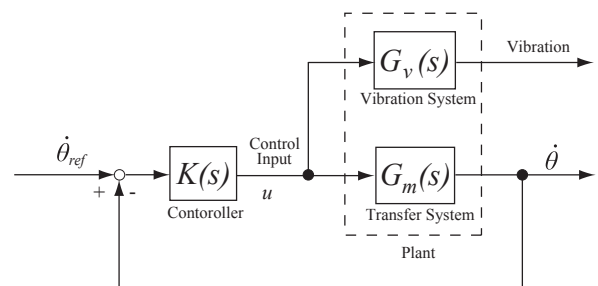 Vibration
G_v(s)
Vibration System
θ̇_ref
Control
Input
+
-
K(s)
u
G_m(s)
θ̇
Contoroller
Transfer System
Plant